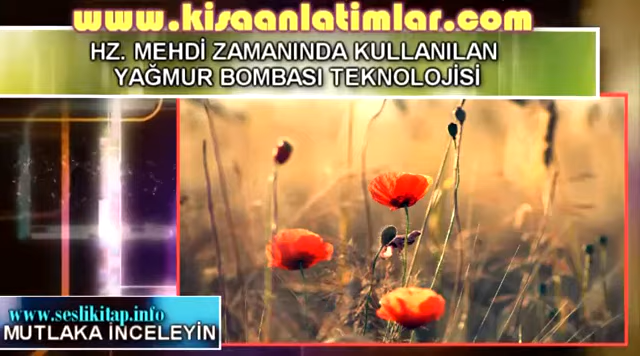 www.kisaanlatimlar.com
HZ. MEHDİ ZAMANINDA KULLANILAN
YAĞMUR BOMBASI TEKNOLOJİSİ
www.seslikitap.info
MUTLAKA İNCELEYİN